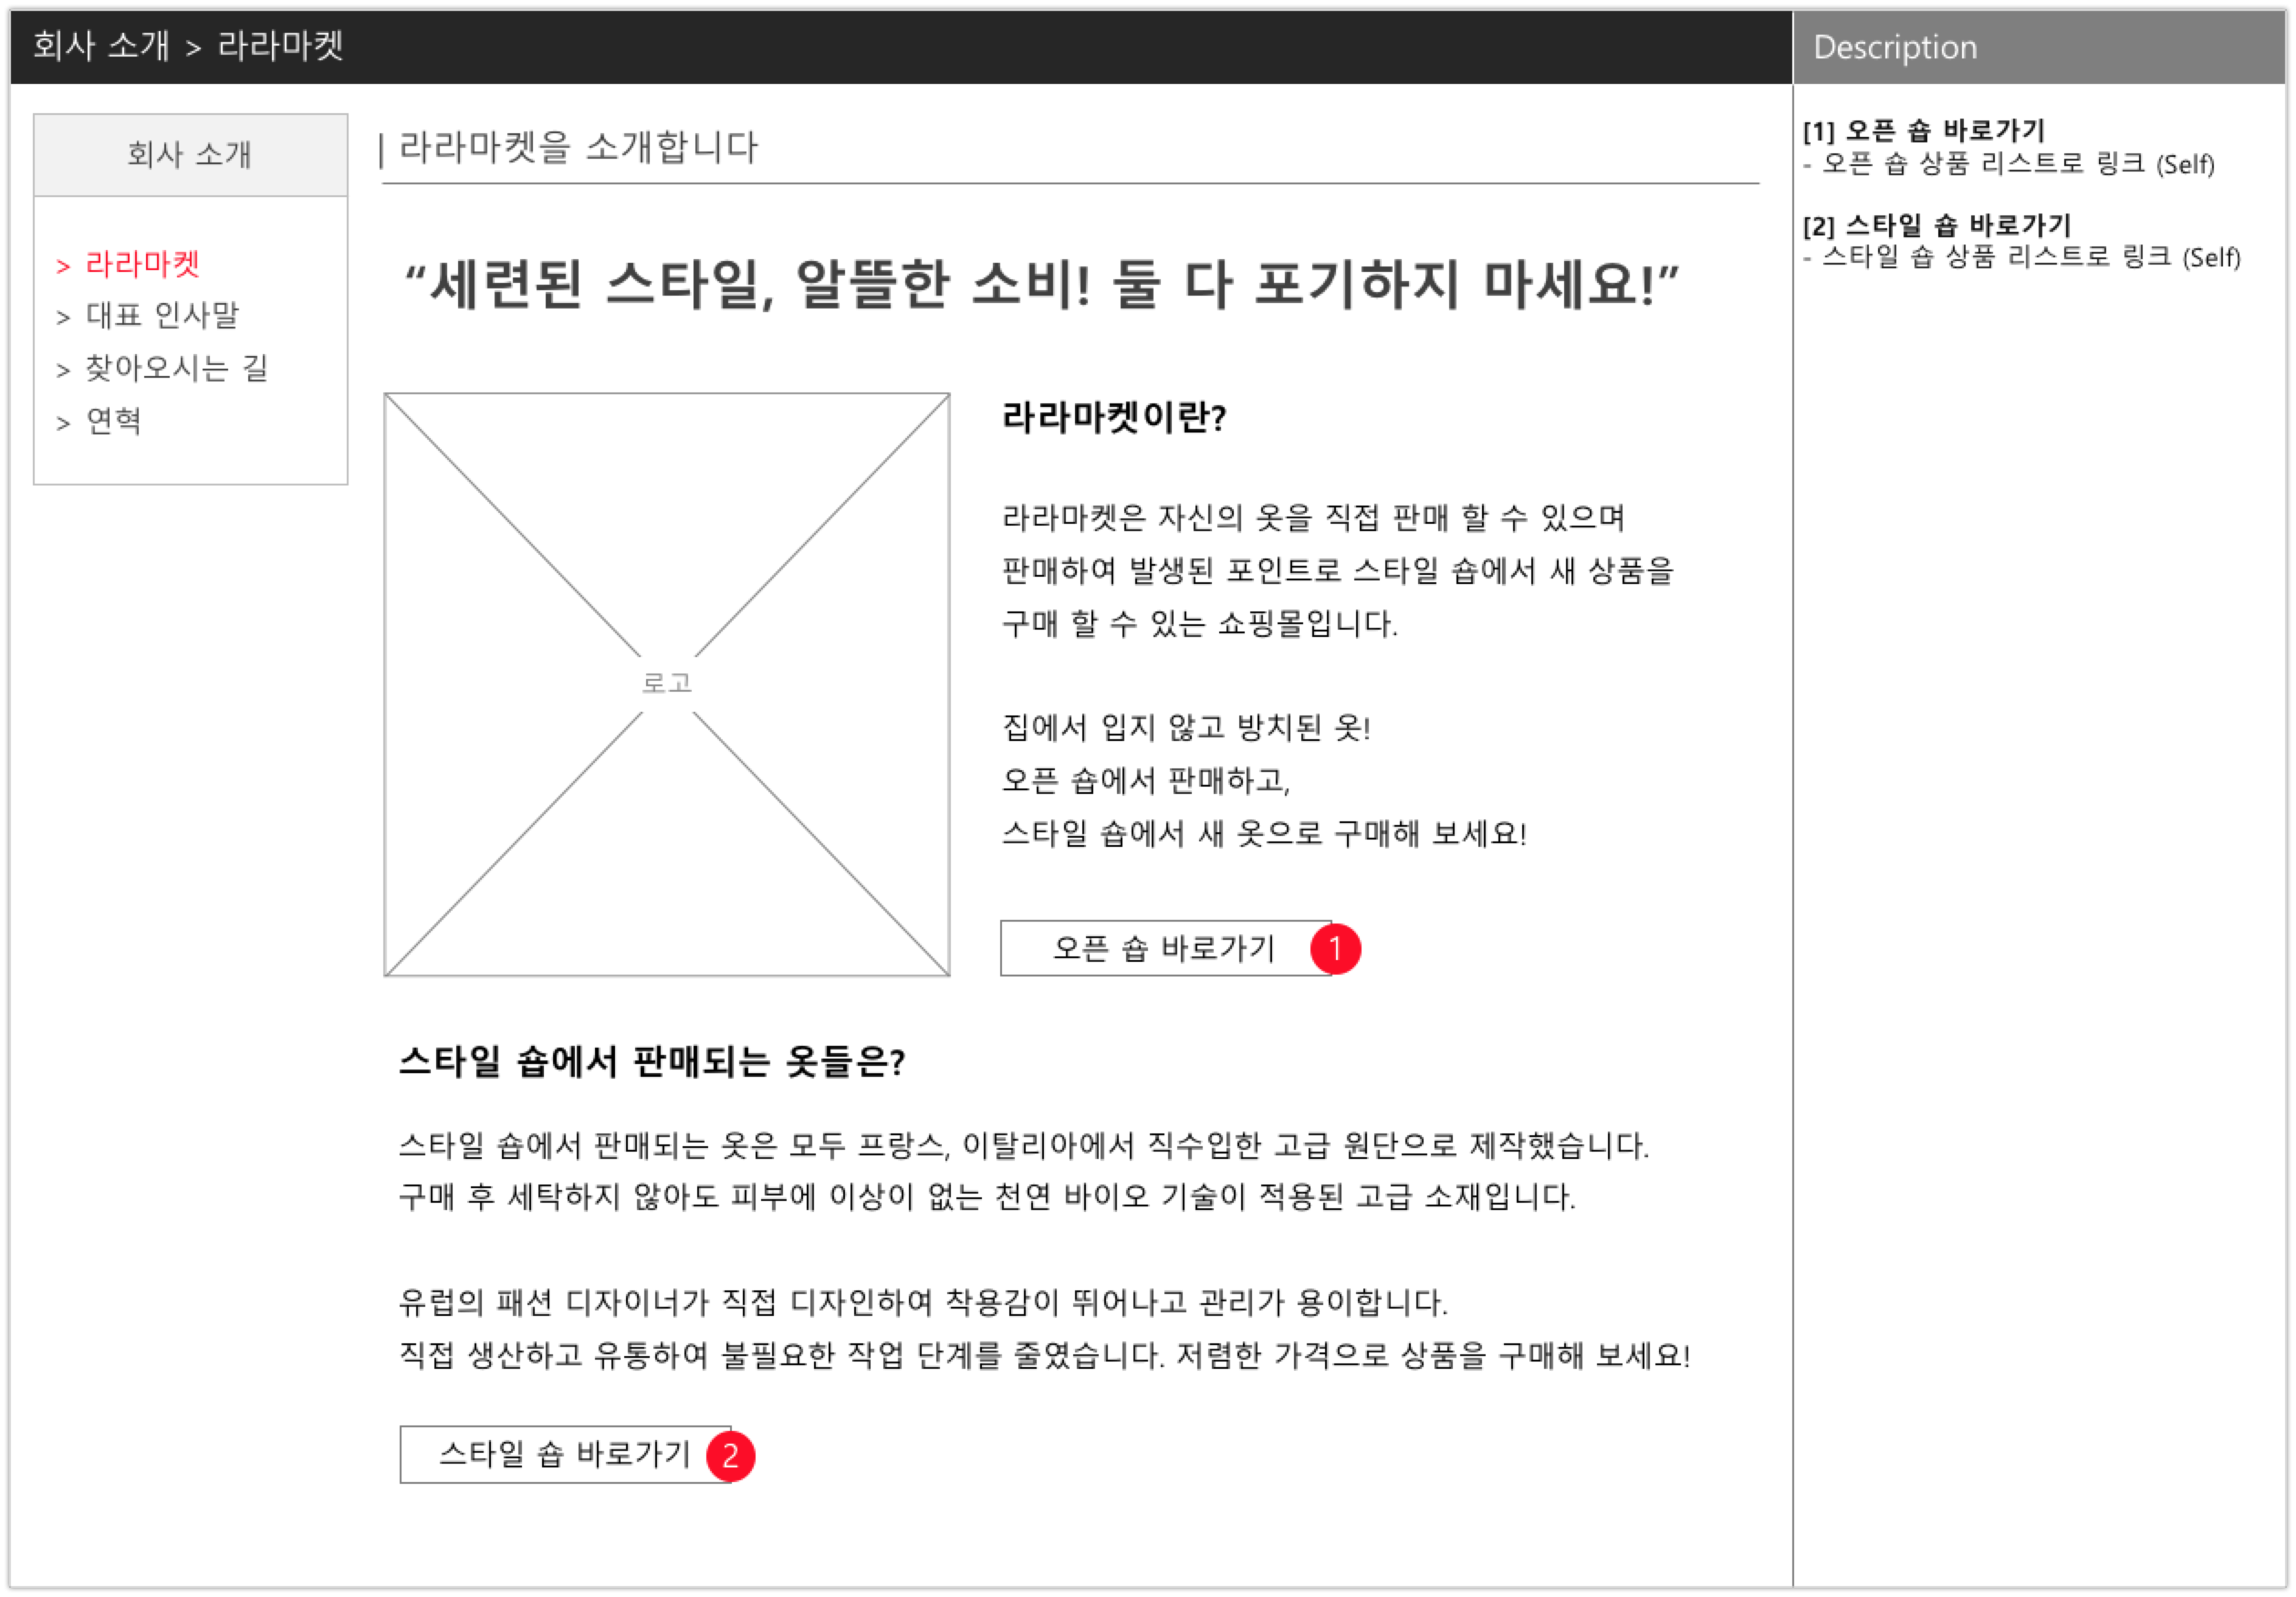 회사 소개 > 라라마켓
Description
회사 소개
> 라라마켓
> 대표 인사말
> 찾아오시는 길
> 연혁
| 라라마켓을 소개합니다
“세련된 스타일, 알뜰한 소비! 둘 다 포기하지 마세요!”
로고
라라마켓이란?
라라마켓은 자신의 옷을 직접 판매 할 수 있으며
판매하여 발생된 포인트로 스타일 숍에서 새 상품을
구매 할 수 있는 쇼핑몰입니다.
집에서 입지 않고 방치된 옷!
오픈 숍에서 판매하고,
스타일 숍에서 새 옷으로 구매해 보세요!
오픈 숍 바로가기 1
스타일 숍에서 판매되는 옷들은?
스타일 숍에서 판매되는 옷은 모두 프랑스, 이탈리아에서 직수입한 고급 원단으로 제작했습니다.
구매 후 세탁하지 않아도 피부에 이상이 없는 천연 바이오 기술이 적용된 고급 소재입니다.
유럽의 패션 디자이너가 직접 디자인하여 착용감이 뛰어나고 관리가 용이합니다.
직접 생산하고 유통하여 불필요한 작업 단계를 줄였습니다. 저렴한 가격으로 상품을 구매해 보세요!
스타일 숍 바로가기 2
[1] 오픈 숍 바로가기
- 오픈 숍 상품 리스트로 링크 (Self)
[2] 스타일 숍 바로가기
- 스타일 숍 상품 리스트로 링크 (Self)